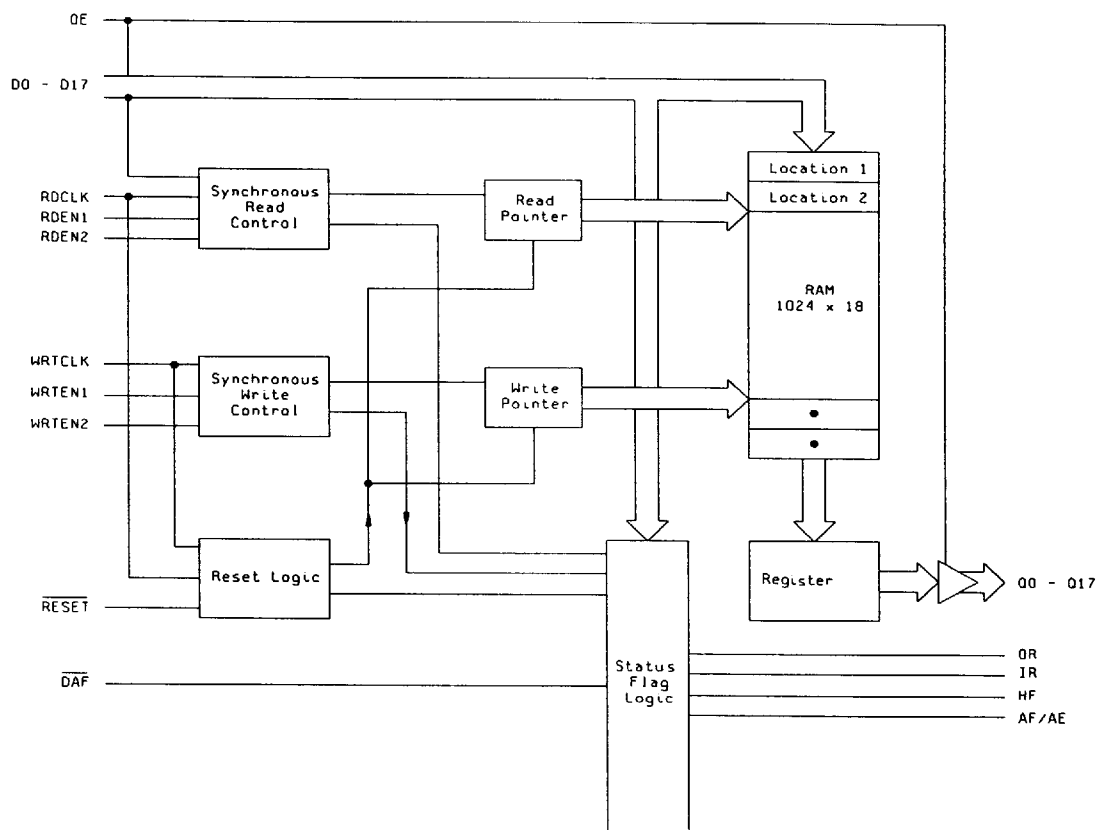 OE
D0 - D17
Location 1
Location 2
RDCLK
RDEN1
RDEN2
Synchronous
Read
Control
Read
Pointer
RAM
1024 x 18
WRTCLK
WRTEN1
WRTEN2
Synchronous
Write
Control
Write
Pointer
Reset Logic
RESET
Register
Q0 - Q17
DAF
Status
Flag
Logic
OR
IR
HF
AF/AE